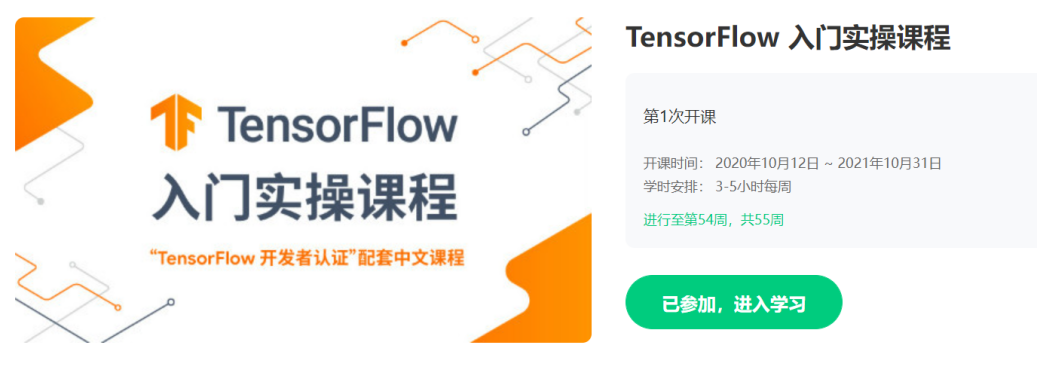 TensorFlow
入门实操课程
“TensorFlow 开发者认证”配套中文课程
TensorFlow 入门实操课程
第1次开课
开课时间： 2020年10月12日 ~ 2021年10月31日
学时安排： 3-5小时每周
进行至第54周，共55周
已参加，进入学习